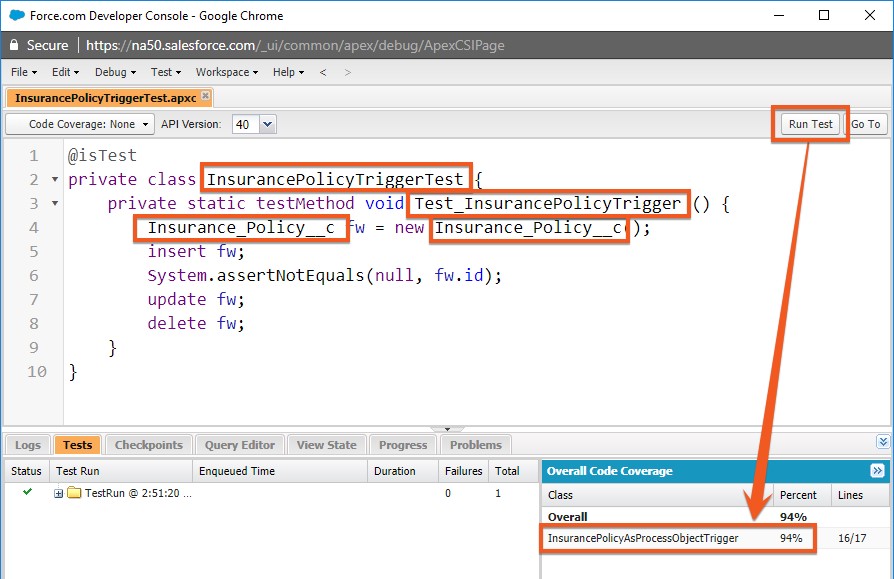 Force.com Developer Console - Google Chrome
Secure https://na50.salesforce.com/_ui/common/apex/debug/ApexCSIPage
File Edit Debug Test Workspace Help < >
InsurancePolicyTriggerTest.apxc
Code Coverage: None API Version: 40 Run Test Go To
1 @isTest
2 private class InsurancePolicyTriggerTest {
3 private static testMethod void Test_InsurancePolicyTrigger () {
4 Insurance_Policy__c fw = new Insurance_Policy__c();
5 insert fw;
6 System.assertNotEquals(null, fw.id);
7 update fw;
8 delete fw;
9 }
10 }
Logs Tests Checkpoints Query Editor View State Progress Problems
Status Test Run Enqueued Time Duration Failures Total
TestRun @ 2:51:20 ... 0 1
Overall Code Coverage
Class Percent Lines
Overall 94%
InsurancePolicyAsProcessObjectTrigger 94% 16/17